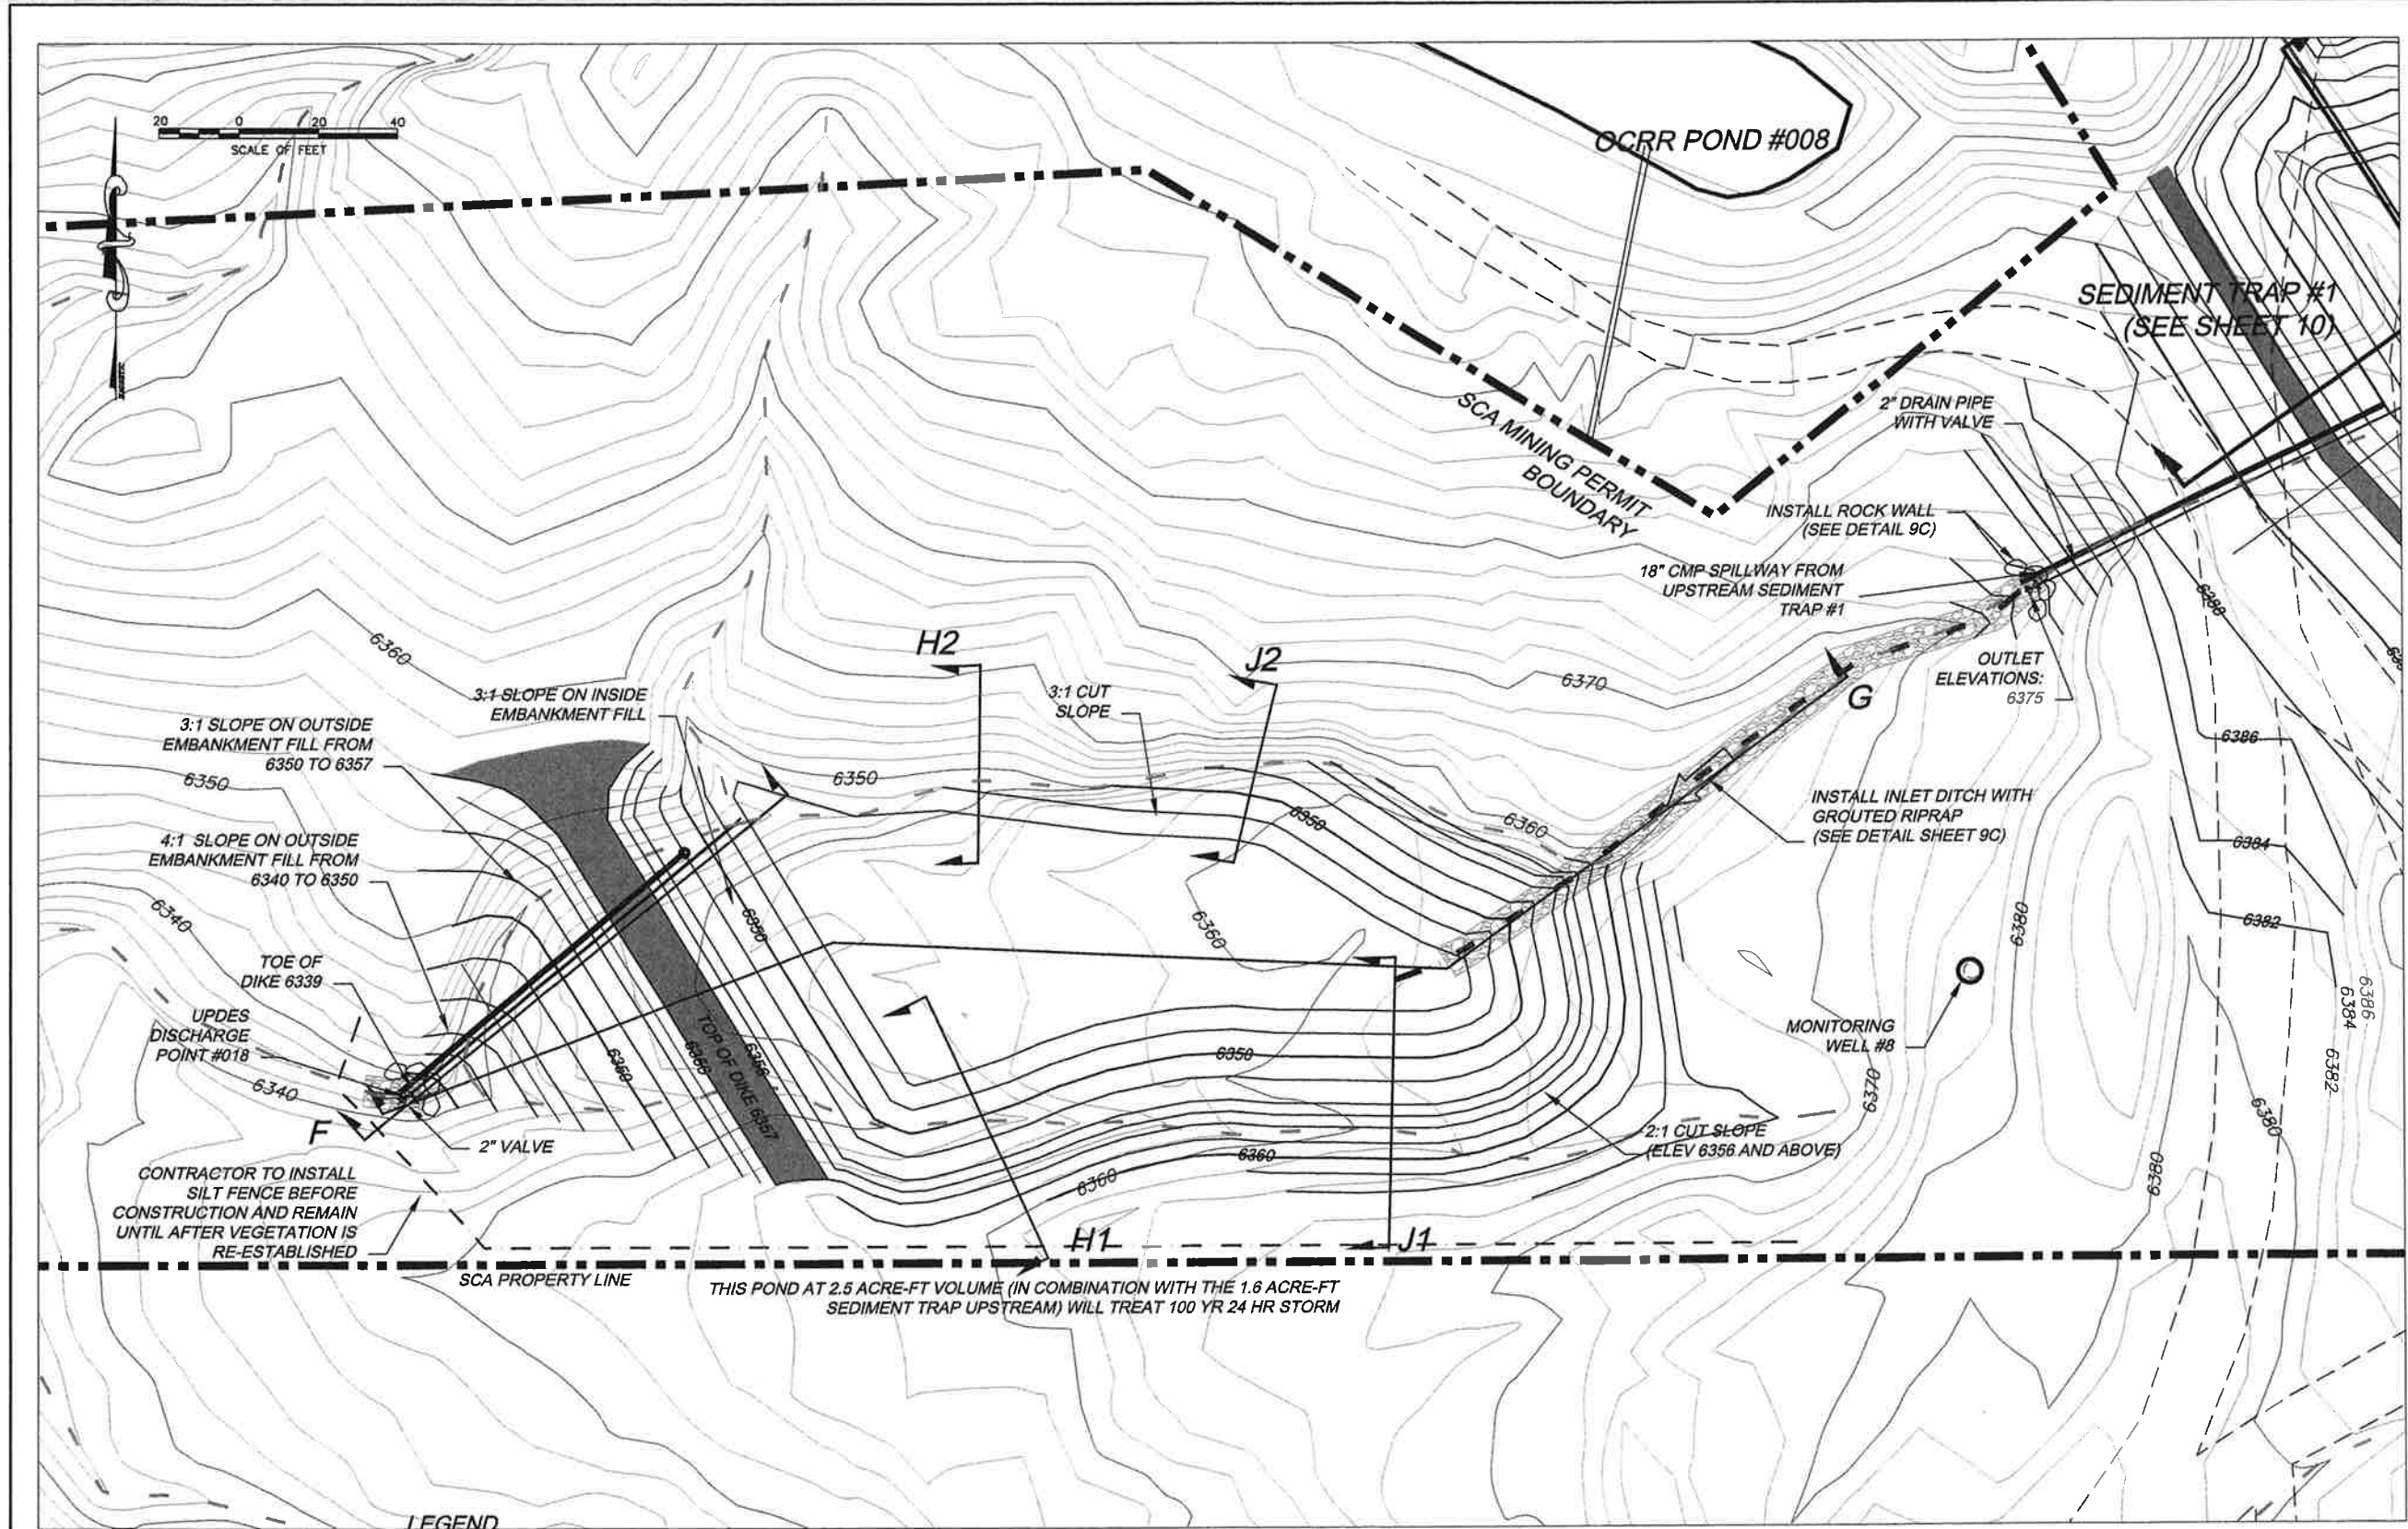 OCRR POND #008
20 0 20 40
SCALE OF FEET
SEDIMENT TRAP #1
(SEE SHEET 10)
2" DRAIN PIPE
WITH VALVE
SCA MINING PERMIT
BOUNDARY
INSTALL ROCK WALL
(SEE DETAIL 9C)
18" CMP SPILLWAY FROM
UPSTREAM SEDIMENT
TRAP #1
6380
OUTLET
ELEVATIONS:
6375
6360
H2
J2
6370
G
3:1 SLOPE ON INSIDE
EMBANKMENT FILL
3:1 CUT
SLOPE
3:1 SLOPE ON OUTSIDE
EMBANKMENT FILL FROM
6350 TO 6357
6350
6350
6386
INSTALL INLET DITCH WITH
GROUTED RIPRAP
(SEE DETAIL SHEET 9C)
6350
6360
6384
4:1 SLOPE ON OUTSIDE
EMBANKMENT FILL FROM
6340 TO 6350
6340
6350
6360
6380
6382
TOE OF
DIKE 6339
UPDES
DISCHARGE
POINT #018
6340
MONITORING
WELL #8
6386
6384
6382
6350
TOP OF DIKE 6357
6370
6380
F
2" VALVE
2:1 CUT SLOPE
(ELEV 6356 AND ABOVE)
6360
6360
6380
CONTRACTOR TO INSTALL
SILT FENCE BEFORE
CONSTRUCTION AND REMAIN
UNTIL AFTER VEGETATION IS
RE-ESTABLISHED
H1
J1
SCA PROPERTY LINE
THIS POND AT 2.5 ACRE-FT VOLUME (IN COMBINATION WITH THE 1.6 ACRE-FT
SEDIMENT TRAP UPSTREAM) WILL TREAT 100 YR 24 HR STORM
LEGEND